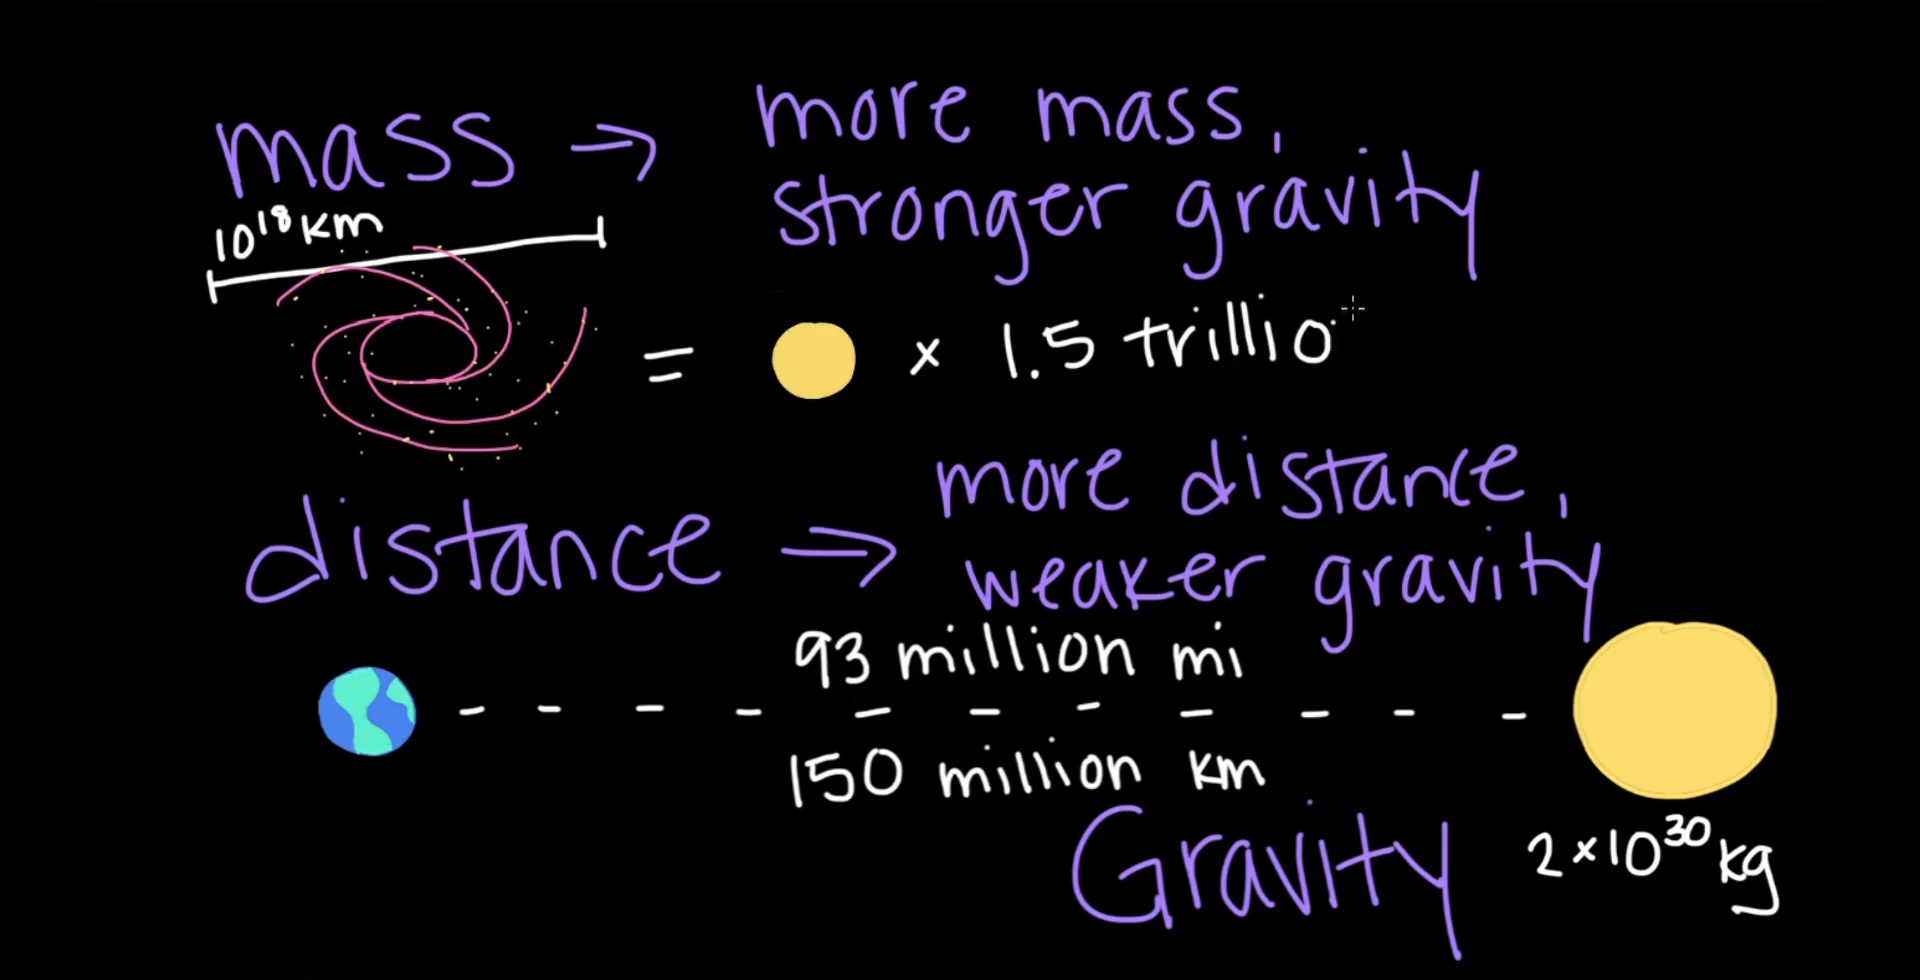 mass → more mass,
stronger gravity
10¹⁸ km
= × 1.5 trillio
distance → more distance,
weaker gravity
93 million mi
150 million km
Gravity
2×10³⁰ kg